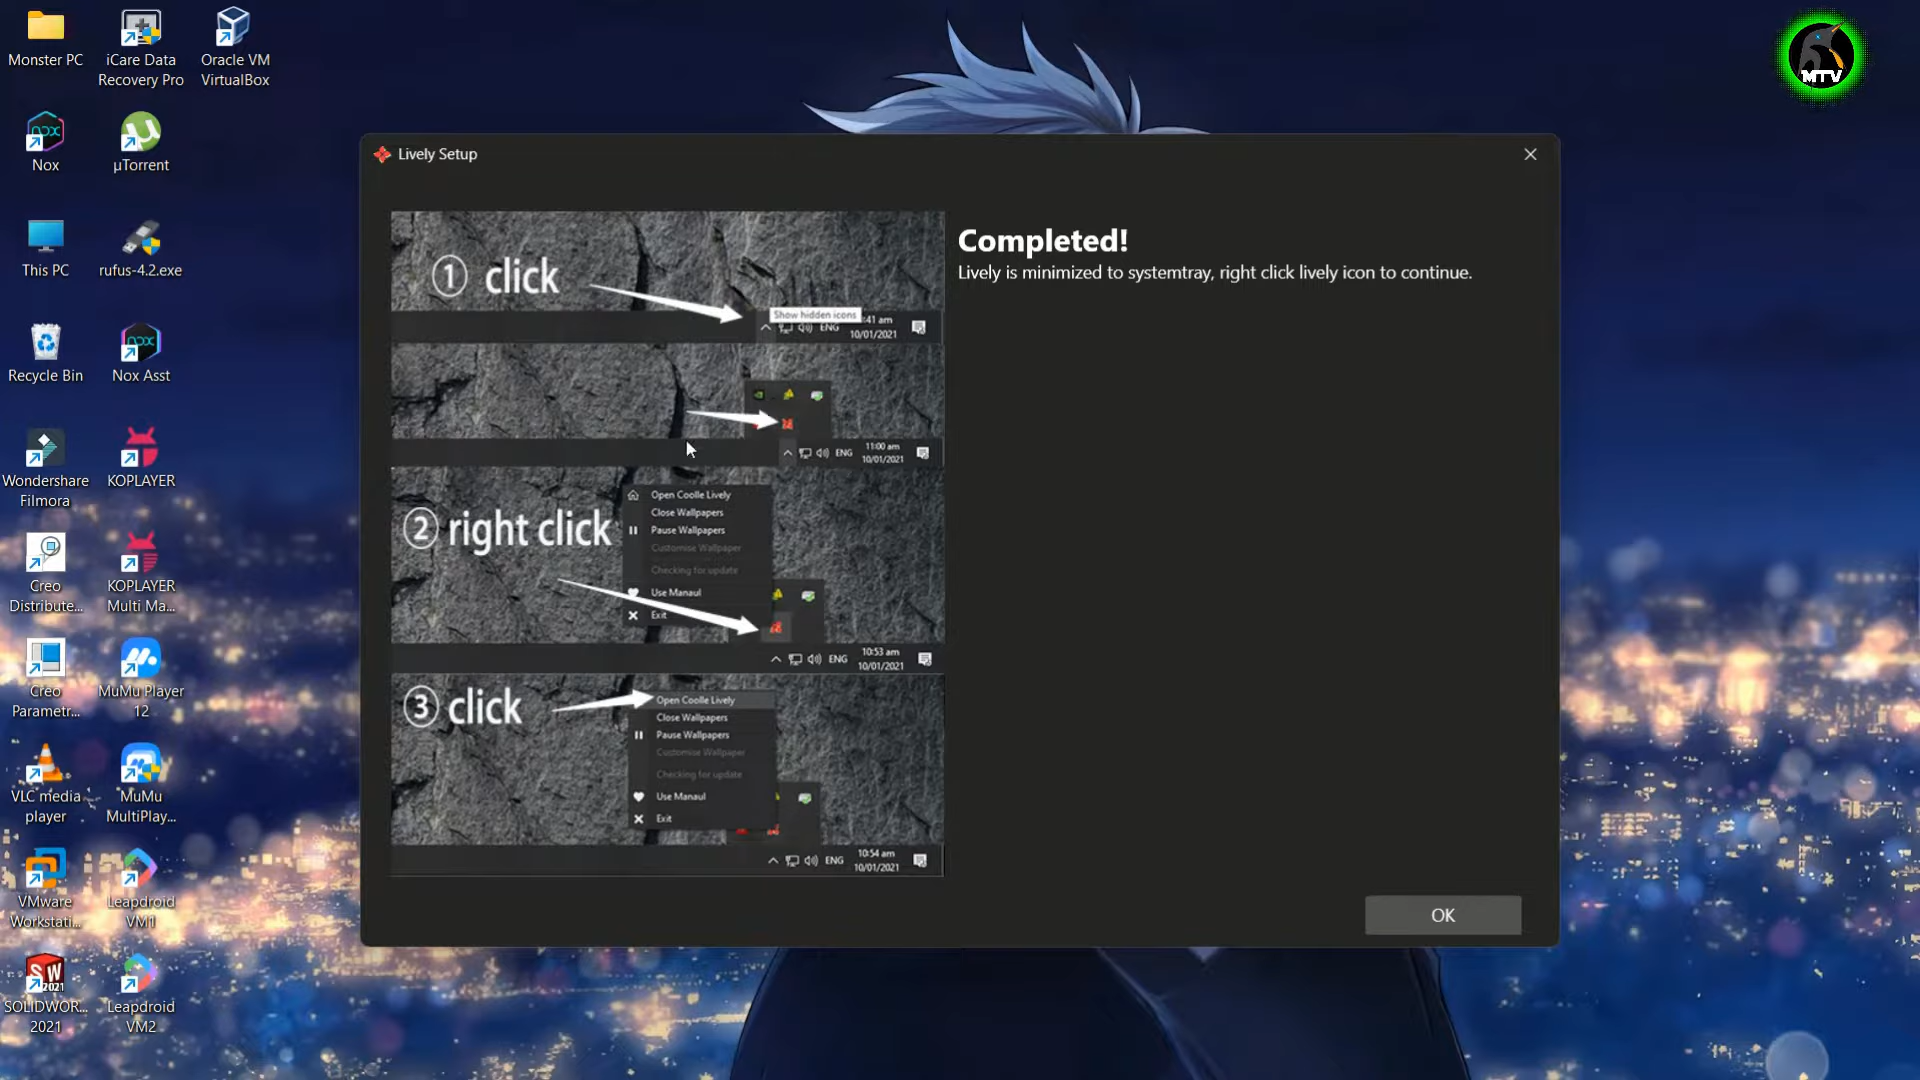 Monster PC
iCare Data
Recovery Pro
Oracle VM
VirtualBox
Nox
µTorrent
This PC
rufus-4.2.exe
Recycle Bin
Nox Asst
Wondershare
Filmora
KOPLAYER
Creo
Distribute...
KOPLAYER
Multi Ma...
Creo
Parametr...
MuMu Player
12
VLC media
player
MuMu
MultiPlay...
VMware
Workstati...
Leapdroid
VM1
SW
2021
SOLIDWOR...
2021
Leapdroid
VM2
MTV
Lively Setup
① click
Show hidden icons
:41 am
ENG
10/01/2021
11:00 am
ENG
10/01/2021
Open Coolle Lively
Close Wallpapers
② right click
Pause Wallpapers
Customise Wallpaper
Checking for update
Use Manaul
Exit
10:53 am
ENG
10/01/2021
③ click
Open Coolle Lively
Close Wallpapers
Pause Wallpapers
Customise Wallpaper
Checking for update
Use Manaul
Exit
10:54 am
ENG
10/01/2021
Completed!
Lively is minimized to systemtray, right click lively icon to continue.
OK